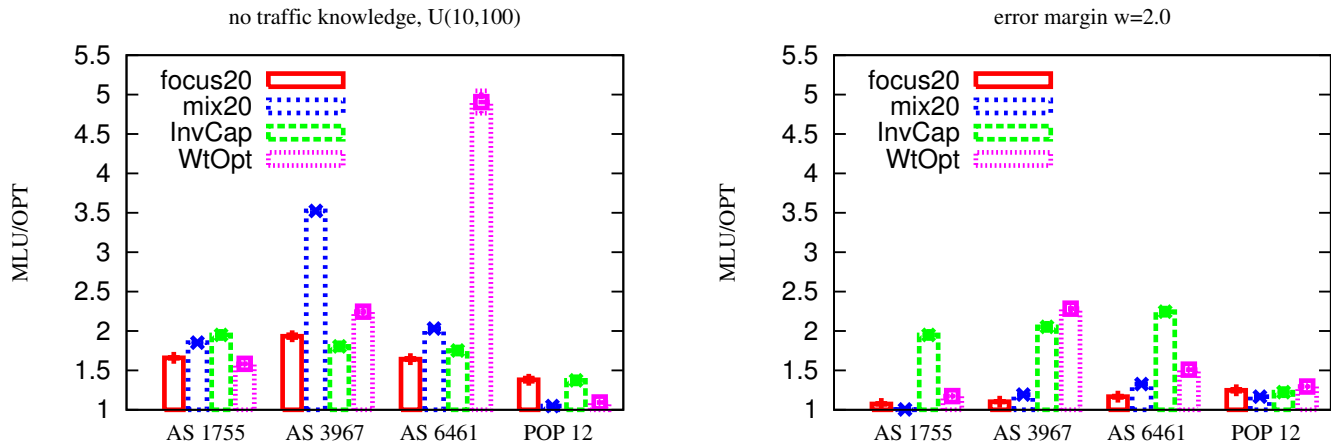 no traffic knowledge, U(10,100)
5.5
5
4.5
4
3.5
3
2.5
2
1.5
1
MLU/OPT
focus20
mix20
InvCap
WtOpt
AS 1755 AS 3967 AS 6461 POP 12
error margin w=2.0
5.5
5
4.5
4
3.5
3
2.5
2
1.5
1
MLU/OPT
focus20
mix20
InvCap
WtOpt
AS 1755 AS 3967 AS 6461 POP 12